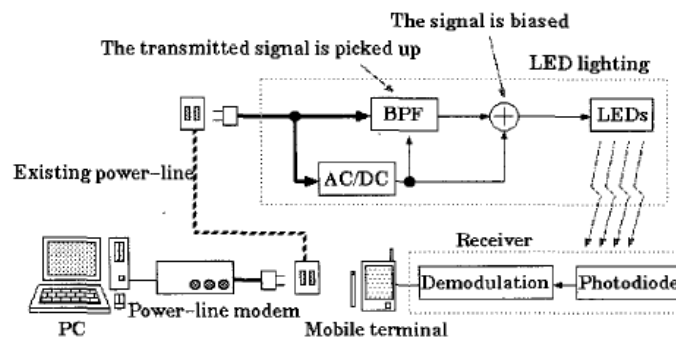 The signal is biased
The transmitted signal is picked up
LED lighting
BPF
LEDs
AC/DC
Existing power-line
Receiver
Demodulation
Photodiode
Power-line modem
PC
Mobile terminal